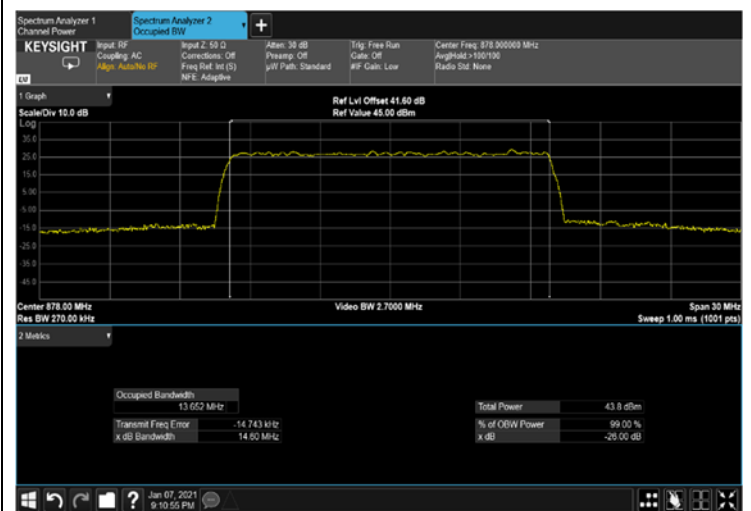 Spectrum Analyzer 1
Channel Power
Spectrum Analyzer 2
Occupied BW
+
KEYSIGHT
Input: RF
Coupling: AC
Align: Auto/No RF
Input Z: 50 Ω
Corrections: Off
Freq Ref: Int (S)
NFE: Adaptive
Atten: 30 dB
Preamp: Off
µW Path: Standard
Trig: Free Run
Gate: Off
#IF Gain: Low
Center Freq: 878.000000 MHz
Avg|Hold:>100/100
Radio Std: None
1 Graph
Scale/Div 10.0 dB
Ref Lvl Offset 41.60 dB
Ref Value 45.00 dBm
Log
35.0
25.0
15.0
5.00
-5.00
-15.0
-25.0
-35.0
-45.0
Center 878.00 MHz
Res BW 270.00 kHz
Video BW 2.7000 MHz
Span 30 MHz
Sweep 1.00 ms (1001 pts)
2 Metrics
Occupied Bandwidth
13.652 MHz
Transmit Freq Error -14.743 kHz
x dB Bandwidth 14.60 MHz
Total Power 43.8 dBm
% of OBW Power 99.00 %
x dB -26.00 dB
?
Jan 07, 2021
9:10:55 PM